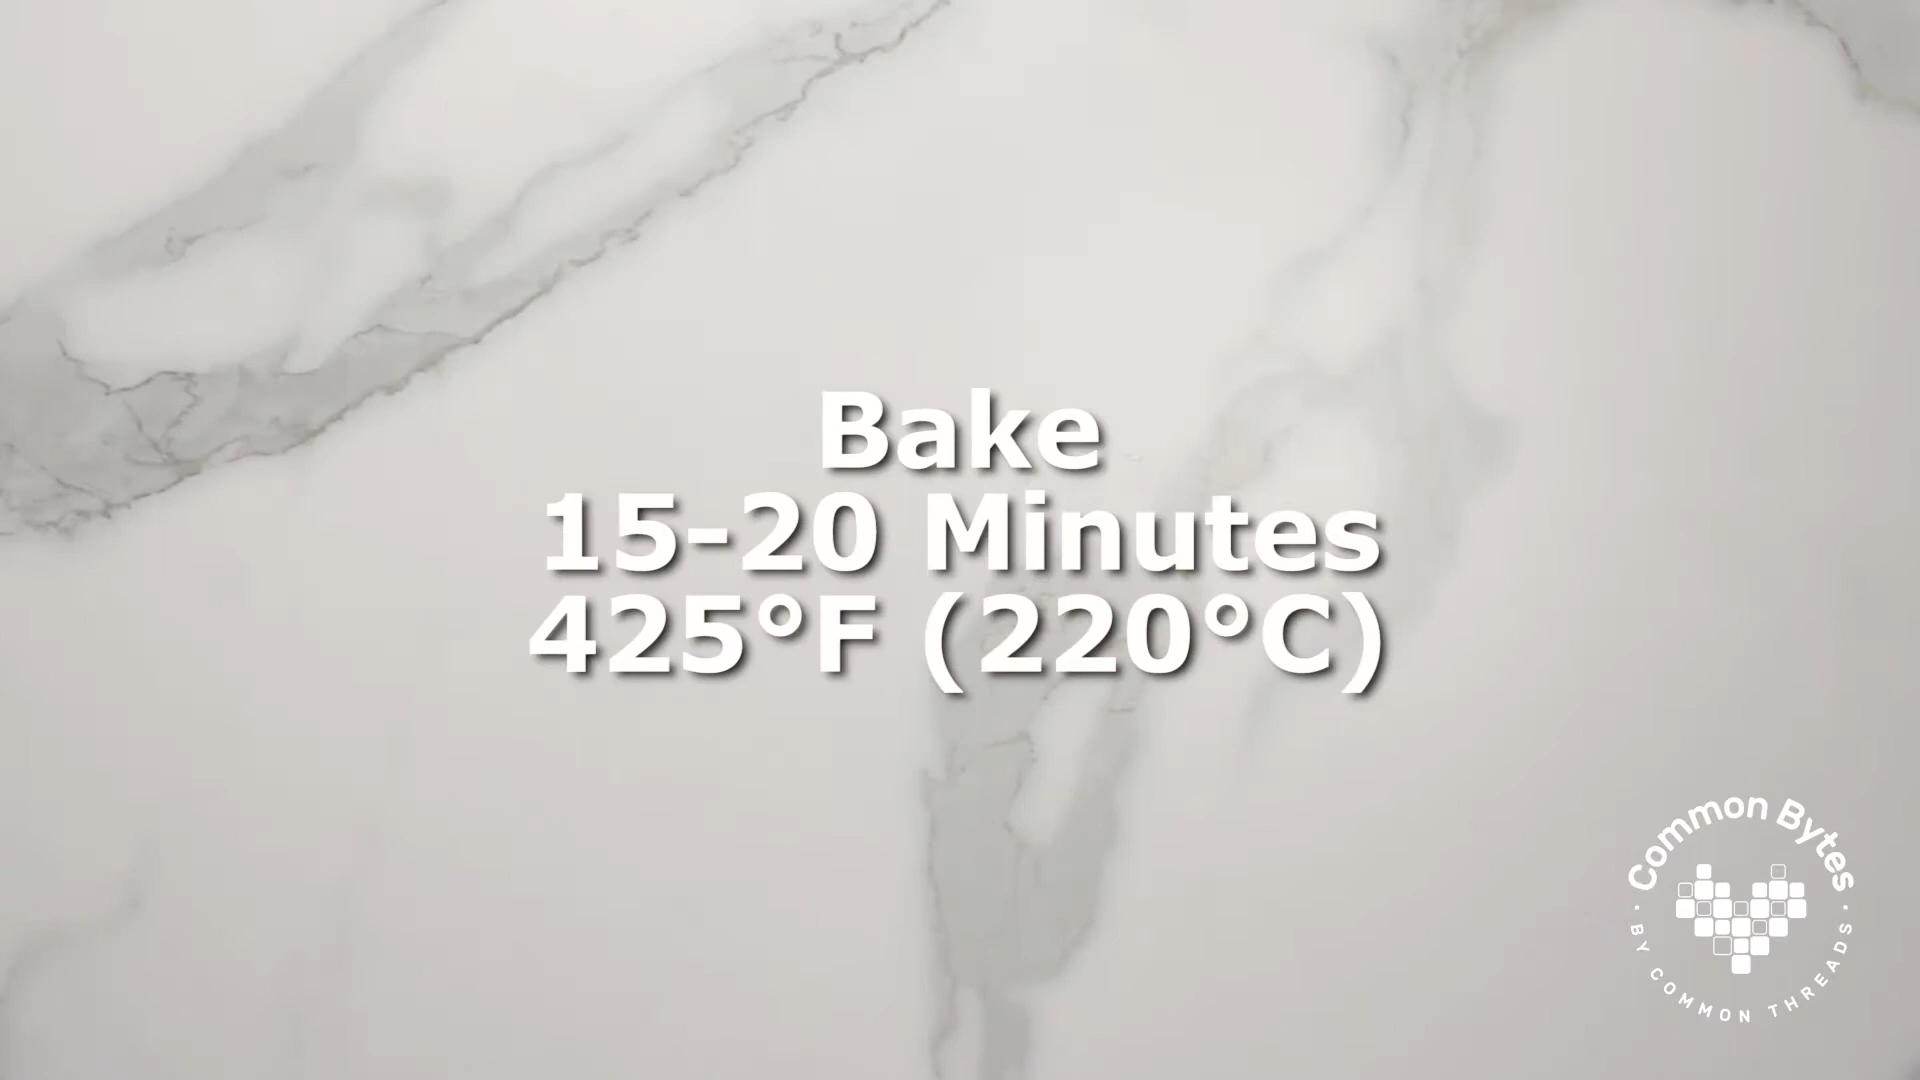 Bake
15-20 Minutes
425°F (220°C)
Common Bytes
· BY COMMON THREADS ·